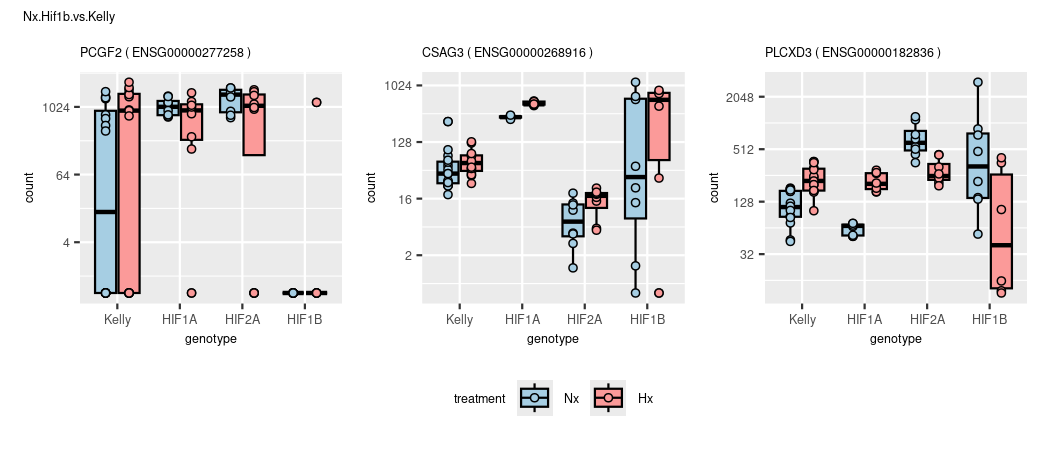 Nx.Hif1b.vs.Kelly
PCGF2 ( ENSG00000277258 )
count
1024
64
4
Kelly HIF1A HIF2A HIF1B
genotype
CSAG3 ( ENSG00000268916 )
count
1024
128
16
2
Kelly HIF1A HIF2A HIF1B
genotype
PLCXD3 ( ENSG00000182836 )
count
2048
512
128
32
Kelly HIF1A HIF2A HIF1B
genotype
treatment Nx Hx